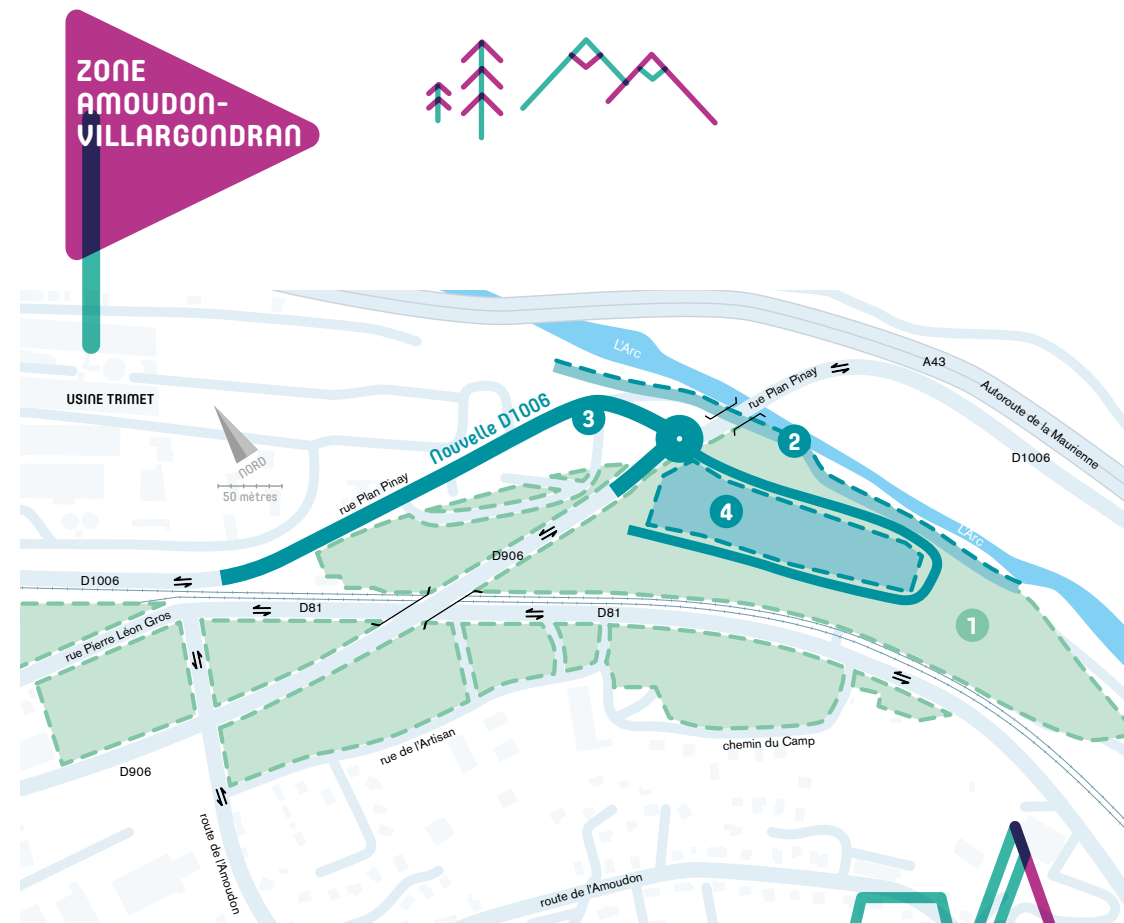 ZONE
AMOUDON-
VILLARGONDRAN
L'Arc
A43
Autoroute de la Maurienne
rue Plan Pinay
USINE TRIMET
Nouvelle D1006
3
2
D1006
NORD
50 mètres
rue Plan Pinay
4
L'Arc
D906
D1006
D81
D81
1
rue Pierre Léon Gros
rue de l'Artisan
chemin du Camp
D906
route de l'Amoudon
route de l'Amoudon